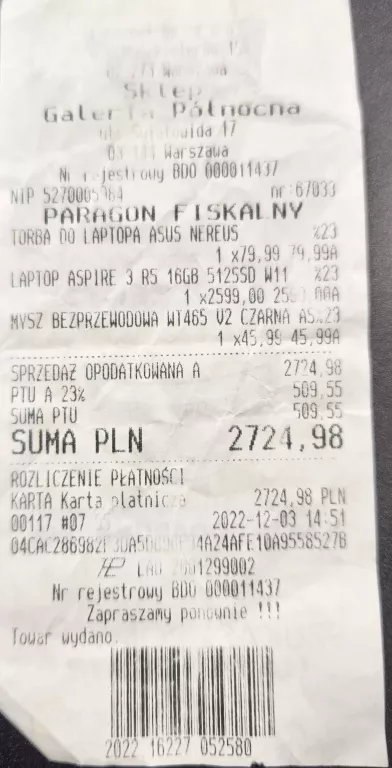 Sklep
Galeria Północna
17
Warszawa
Nr rejestrowy BDO 000011437
NIP nr:67033
PARAGON FISKALNY
TORBA DO LAPTOPA ASUS NEREUS %23
1 x79,99 79,99A
LAPTOP ASPIRE 3 R5 16GB 512SSD W11 %23
1 x2599,00
MYSZ BEZPRZEWODOWA WT465 V2 CZARNA AS%23
1 x45,99 45,99A
SPRZEDAŻ OPODATKOWANA A 2724,98
PTU A 23% 509,55
SUMA PTU 509,55
SUMA PLN 2724,98
ROZLICZENIE PŁATNOŚCI
KARTA Karta płatnicza 2724,98 PLN
00117 #07 2022-12-03 14:51
Nr rejestrowy BDO 000011437
Zapraszamy ponownie !!!
Towar wydano.
2022 16227 052580